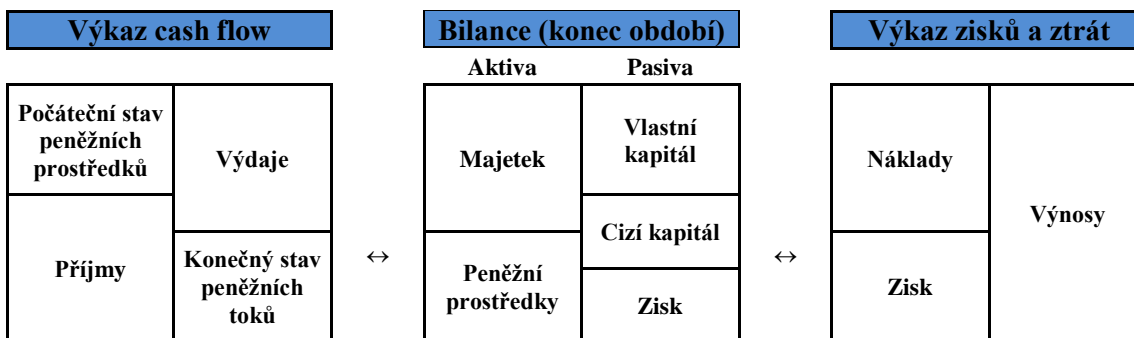 Výkaz cash flow
Počáteční stav
peněžních
prostředků
Výdaje
Příjmy
Konečný stav
peněžních
toků
↔
Bilance (konec období)
Aktiva
Pasiva
Majetek
Vlastní
kapitál
Cizí kapitál
Peněžní
prostředky
Zisk
↔
Výkaz zisků a ztrát
Náklady
Výnosy
Zisk